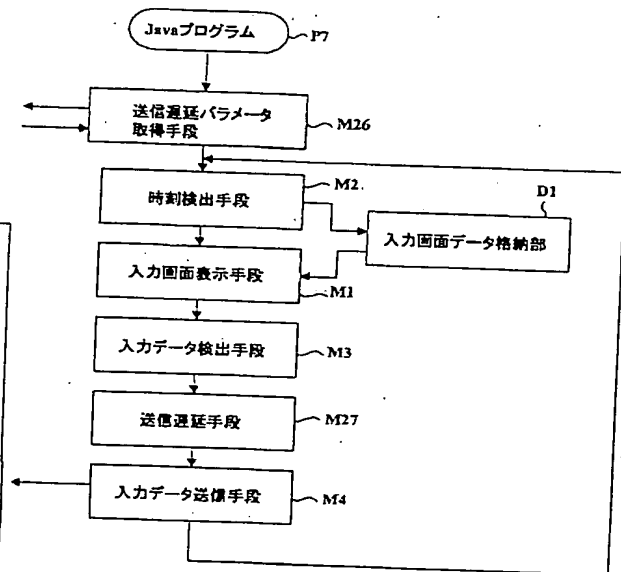 Javaプログラム
P7
送信遅延パラメータ
取得手段
M26
時刻検出手段
M2
D1
入力画面データ格納部
入力画面表示手段
M1
入力データ検出手段
M3
送信遅延手段
M27
入力データ送信手段
M4